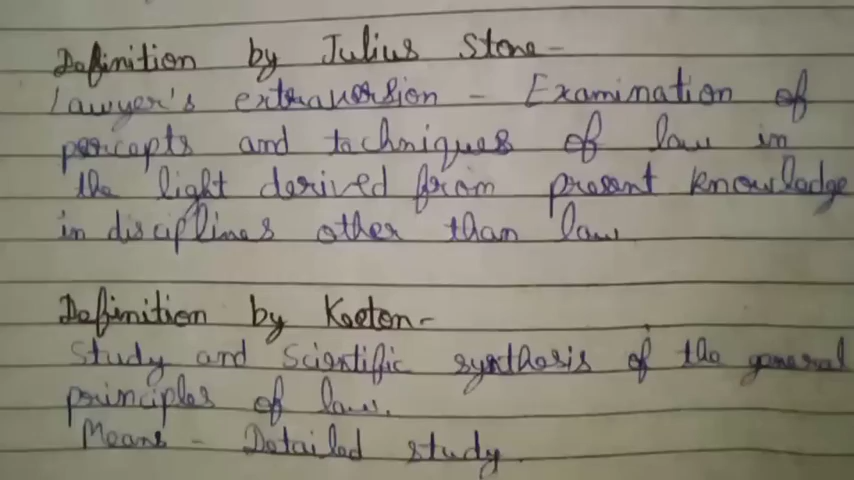 Definition by Julius Stone-
Lawyer's extraversion - Examination of
percepts and techniques of law in
the light derived from present knowledge
in disciplines other than law
Definition by Keeton-
Study and Scientific synthesis of the general
principles of law.
Means - Detailed study.